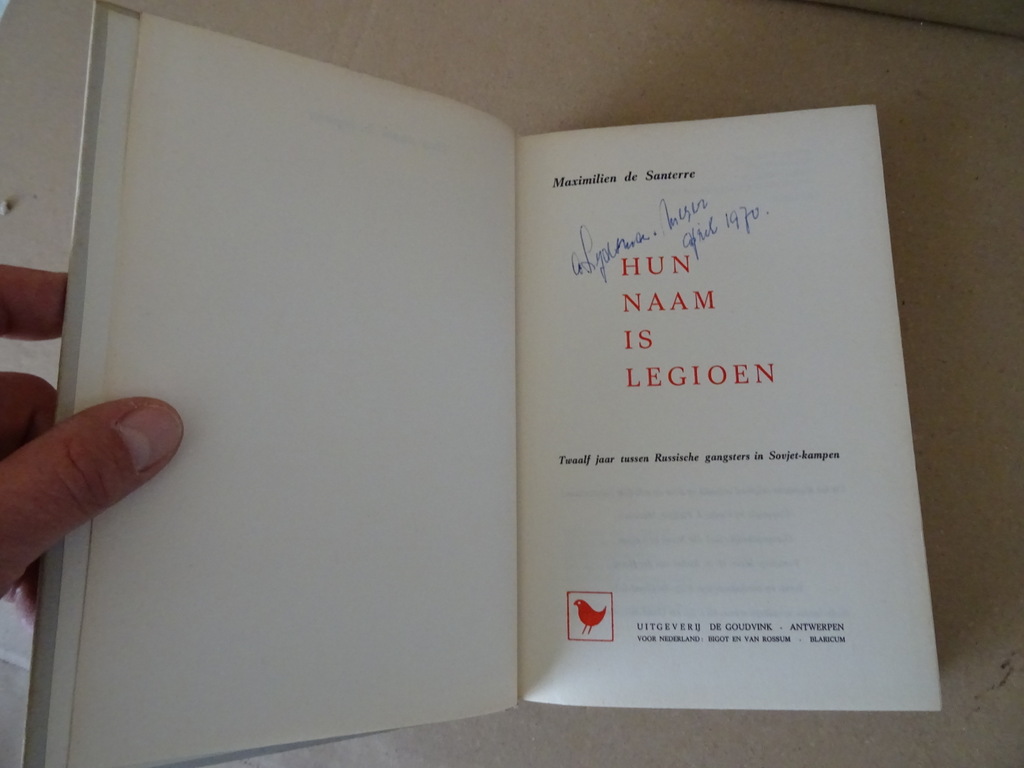 Maximilien de Santerre
april 1970.
HUN
NAAM
IS
LEGIOEN
Twaalf jaar tussen Russische gangsters in Sovjet-kampen
UITGEVERIJ DE GOUDVINK - ANTWERPEN
VOOR NEDERLAND: BIGOT EN VAN ROSSUM - BLARICUM